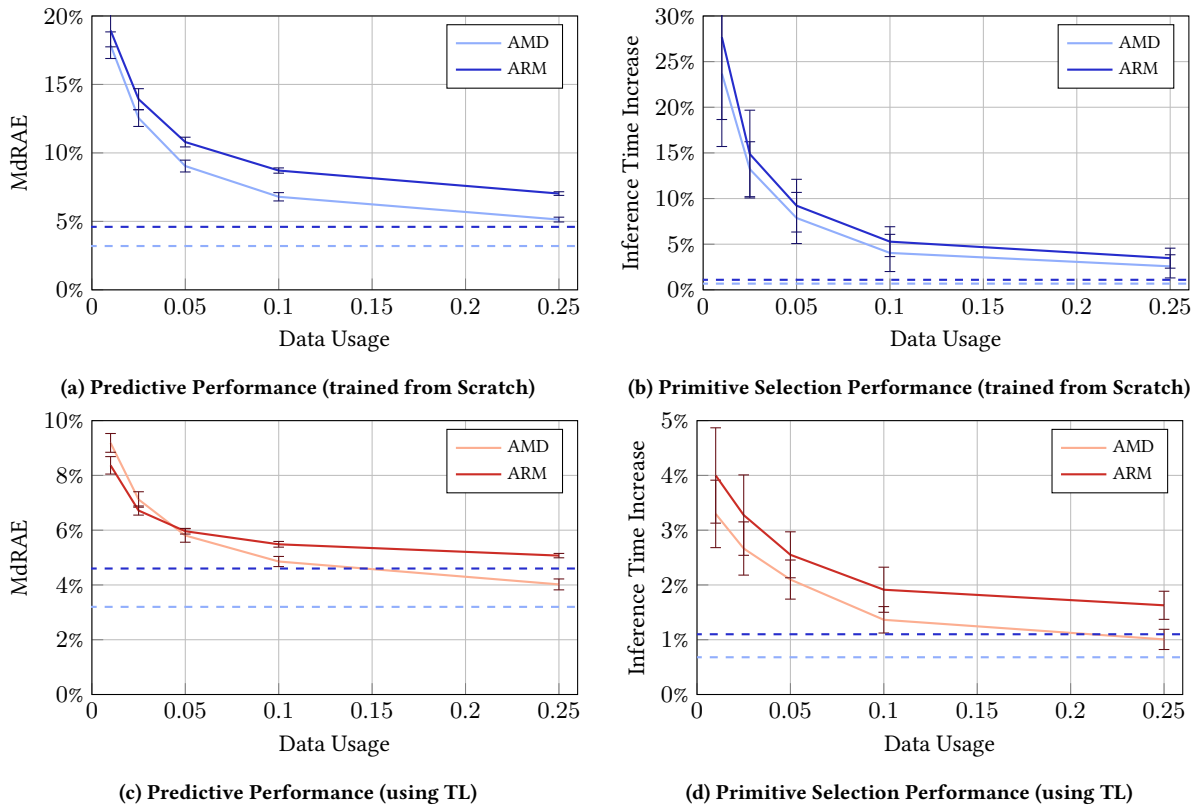 20%
15%
10%
5%
0%
MdRAE
AMD
ARM
0
0.05
0.1
0.15
0.2
0.25
Data Usage
(a) Predictive Performance (trained from Scratch)
30%
25%
20%
15%
10%
5%
0%
Inference Time Increase
AMD
ARM
0
0.05
0.1
0.15
0.2
0.25
Data Usage
(b) Primitive Selection Performance (trained from Scratch)
10%
8%
6%
4%
2%
0%
MdRAE
AMD
ARM
0
0.05
0.1
0.15
0.2
0.25
Data Usage
(c) Predictive Performance (using TL)
5%
4%
3%
2%
1%
0%
Inference Time Increase
AMD
ARM
0
0.05
0.1
0.15
0.2
0.25
Data Usage
(d) Primitive Selection Performance (using TL)